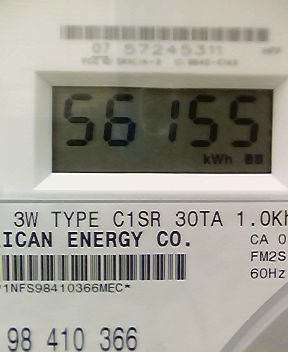 07 57245311
56155
kWh
3W TYPE C1SR 30TA 1.0Kh
ICAN ENERGY CO.
CA 0
FM2S
60Hz
*1NFS98410366MEC*
98 410 366